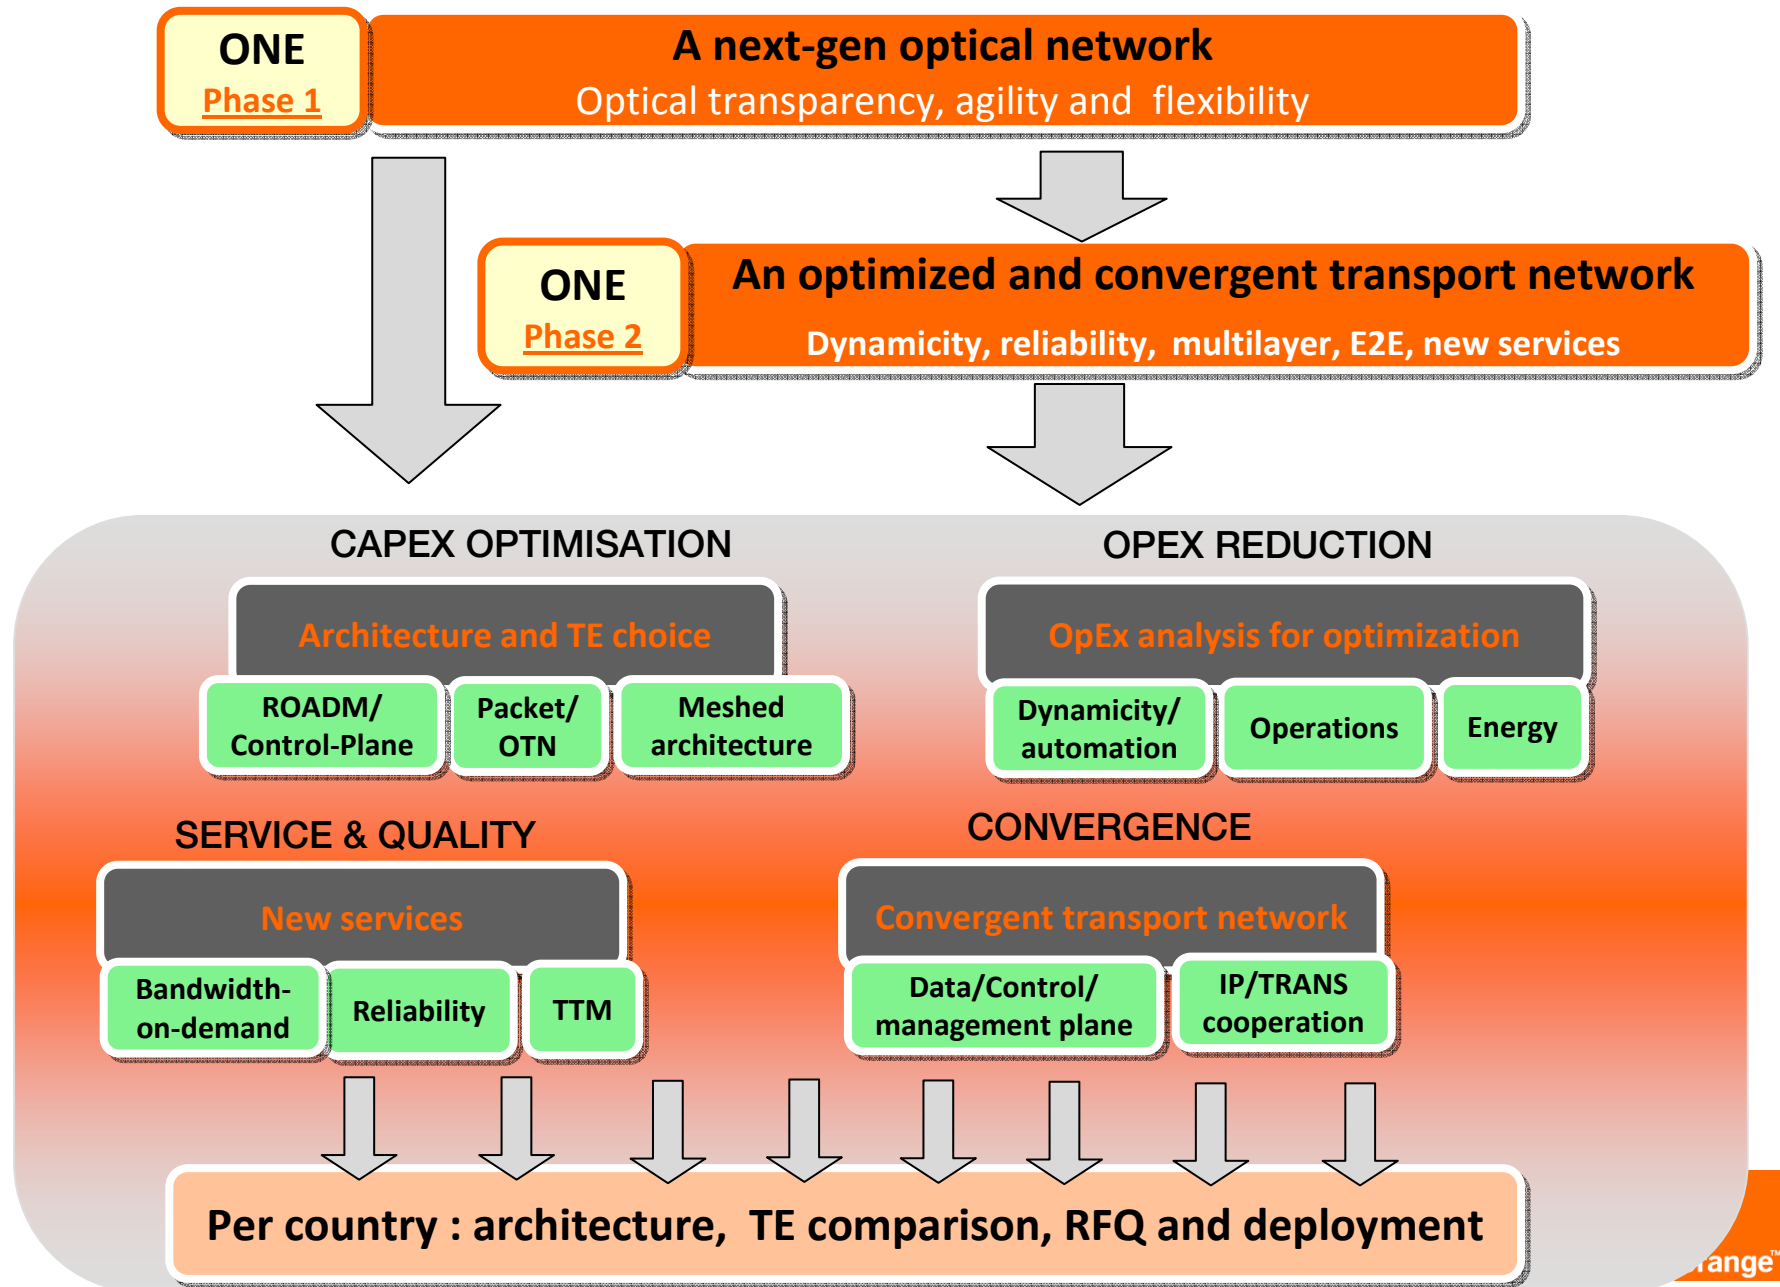 ONE
Phase 1
A next-gen optical network
Optical transparency, agility and flexibility
ONE
Phase 2
An optimized and convergent transport network
Dynamicity, reliability, multilayer, E2E, new services
CAPEX OPTIMISATION
Architecture and TE choice
ROADM/
Control-Plane
Packet/
OTN
Meshed
architecture
OPEX REDUCTION
OpEx analysis for optimization
Dynamicity/
automation
Operations
Energy
SERVICE & QUALITY
New services
Bandwidth-
on-demand
Reliability
TTM
CONVERGENCE
Convergent transport network
Data/Control/
management plane
IP/TRANS
cooperation
Per country : architecture, TE comparison, RFQ and deployment
range™